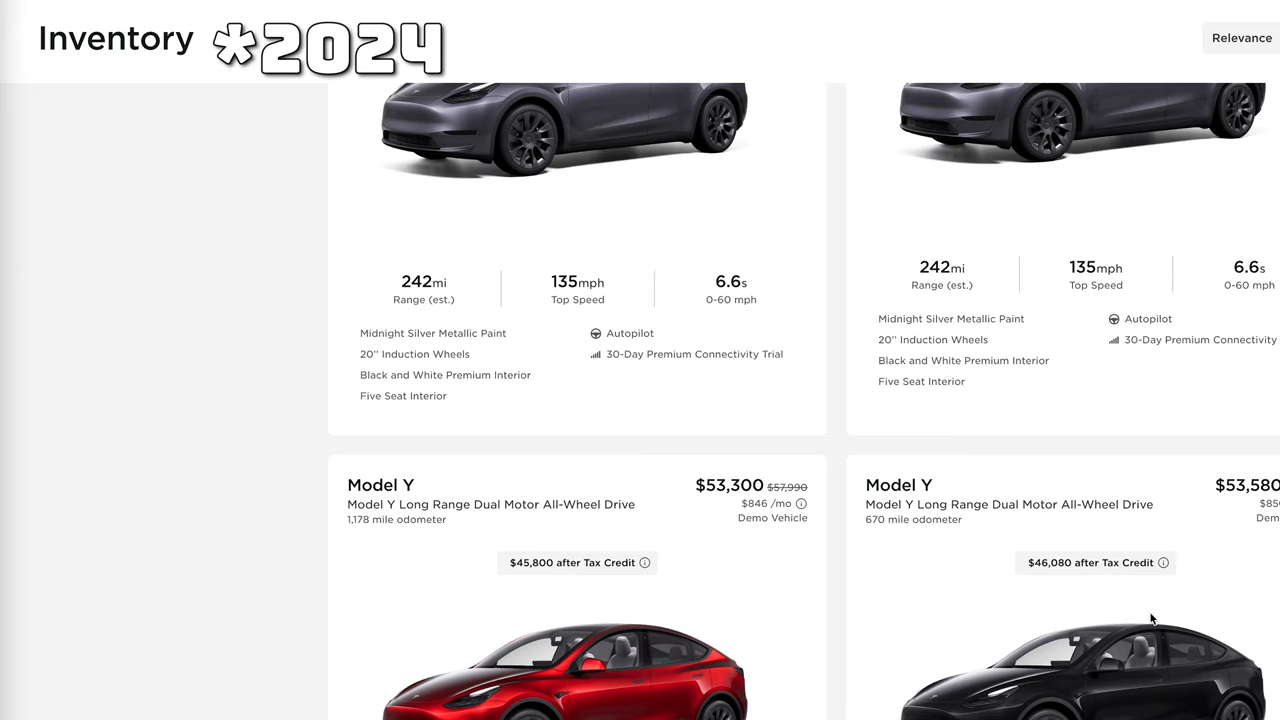 Inventory *2024
Relevance
242mi
Range (est.)
135mph
Top Speed
6.6s
0-60 mph
Midnight Silver Metallic Paint
20’’ Induction Wheels
Black and White Premium Interior
Five Seat Interior
Autopilot
30-Day Premium Connectivity Trial
242mi
Range (est.)
135mph
Top Speed
6.6s
0-60 mph
Midnight Silver Metallic Paint
20’’ Induction Wheels
Black and White Premium Interior
Five Seat Interior
Autopilot
30-Day Premium Connectivity
Model Y
Model Y Long Range Dual Motor All-Wheel Drive
1,178 mile odometer
$53,300 $57,990
$846 /mo
Demo Vehicle
$45,800 after Tax Credit
Model Y
Model Y Long Range Dual Motor All-Wheel Drive
670 mile odometer
$53,580
$85
Dem
$46,080 after Tax Credit